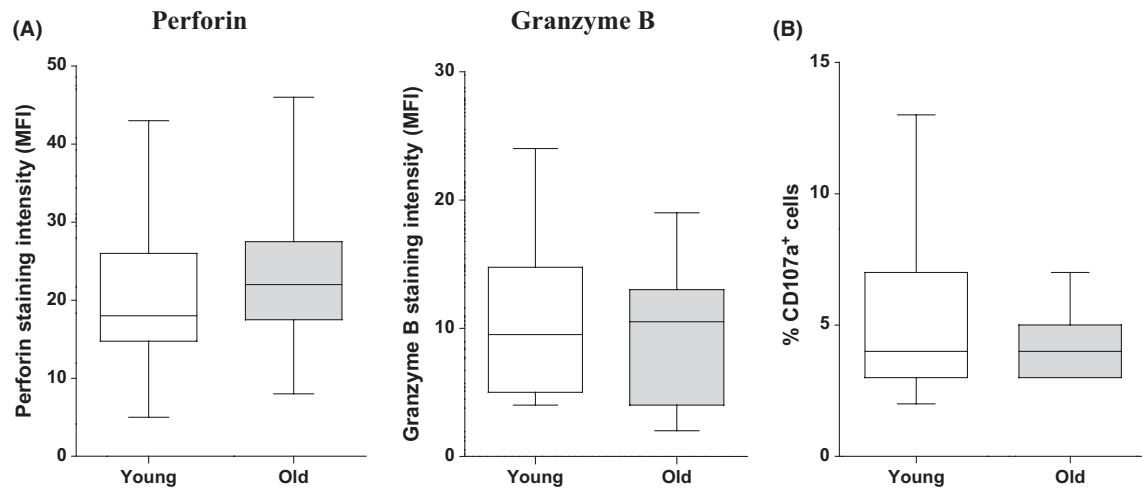 (A)
Perforin
Granzyme B
(B)
Perforin staining intensity (MFI)
50
40
30
20
10
0
Young
Old
Granzyme B staining intensity (MFI)
30
20
10
0
Young
Old
% CD107a⁺ cells
15
10
5
0
Young
Old